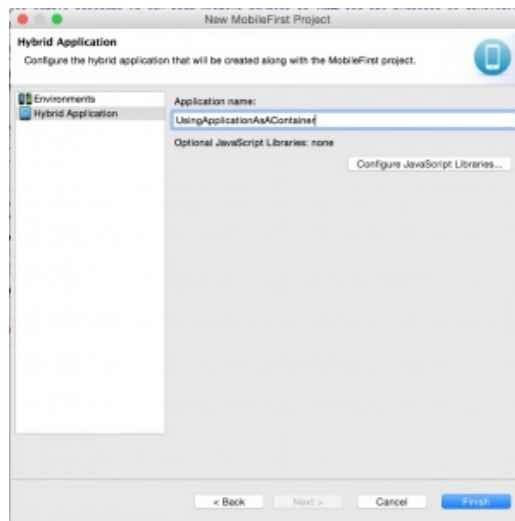 New MobileFirst Project
Hybrid Application
Configure the hybrid application that will be created along with the MobileFirst project.
Environments
Hybrid Application
Application name:
UsingApplicationAsAContainer
Optional JavaScript Libraries: none
Configure JavaScript Libraries...
< Back
Next >
Cancel
Finish